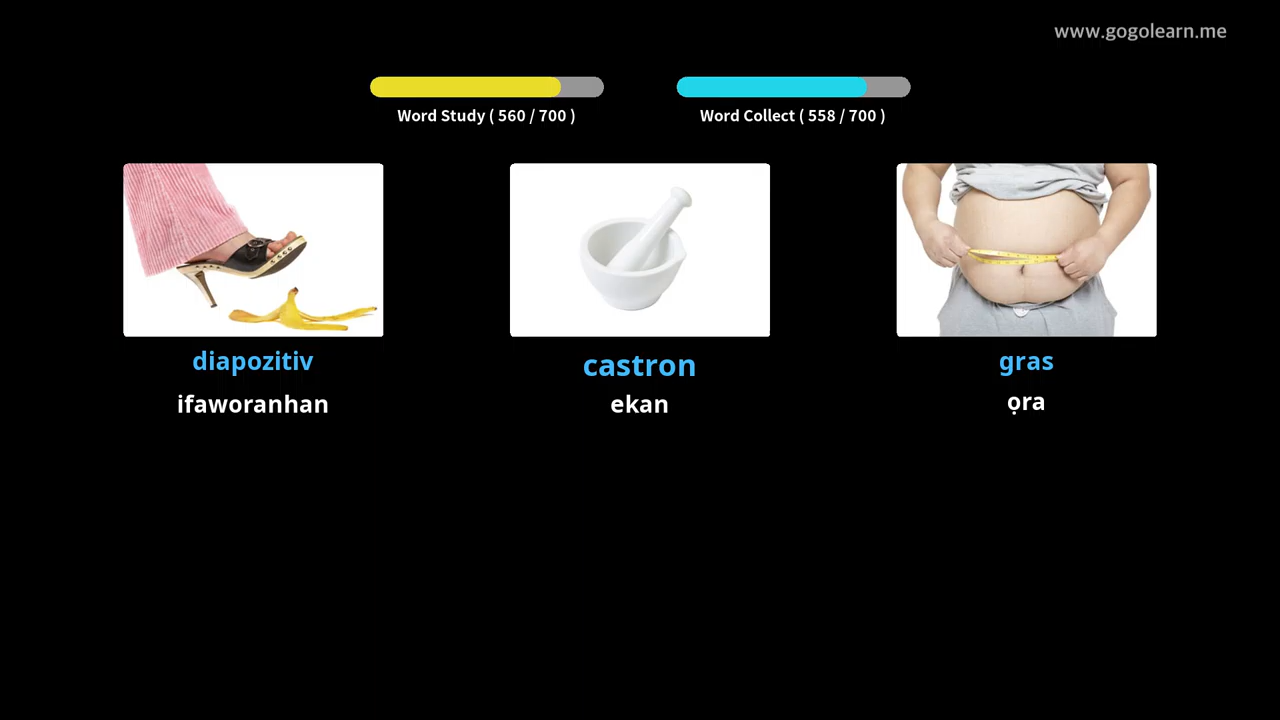 www.gogolearn.me
Word Study ( 560 / 700 )
Word Collect ( 558 / 700 )
diapozitiv
castron
gras
ifaworanhan
ekan
ọra